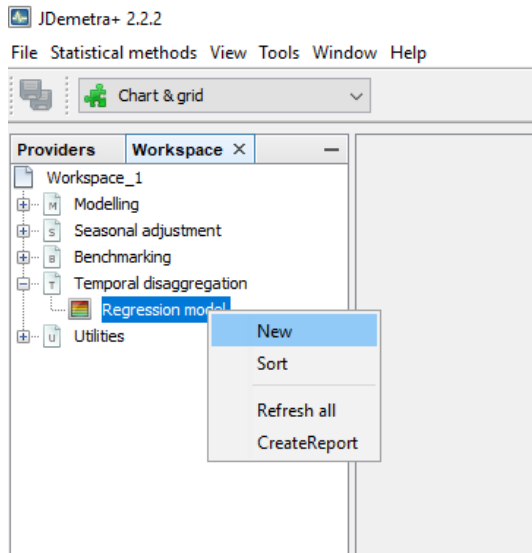 JDemetra+ 2.2.2
File Statistical methods View Tools Window Help
Chart & grid
Providers Workspace ×
Workspace_1
M Modelling
S Seasonal adjustment
B Benchmarking
T Temporal disaggregation
Regression model
U Utilities
New
Sort
Refresh all
CreateReport